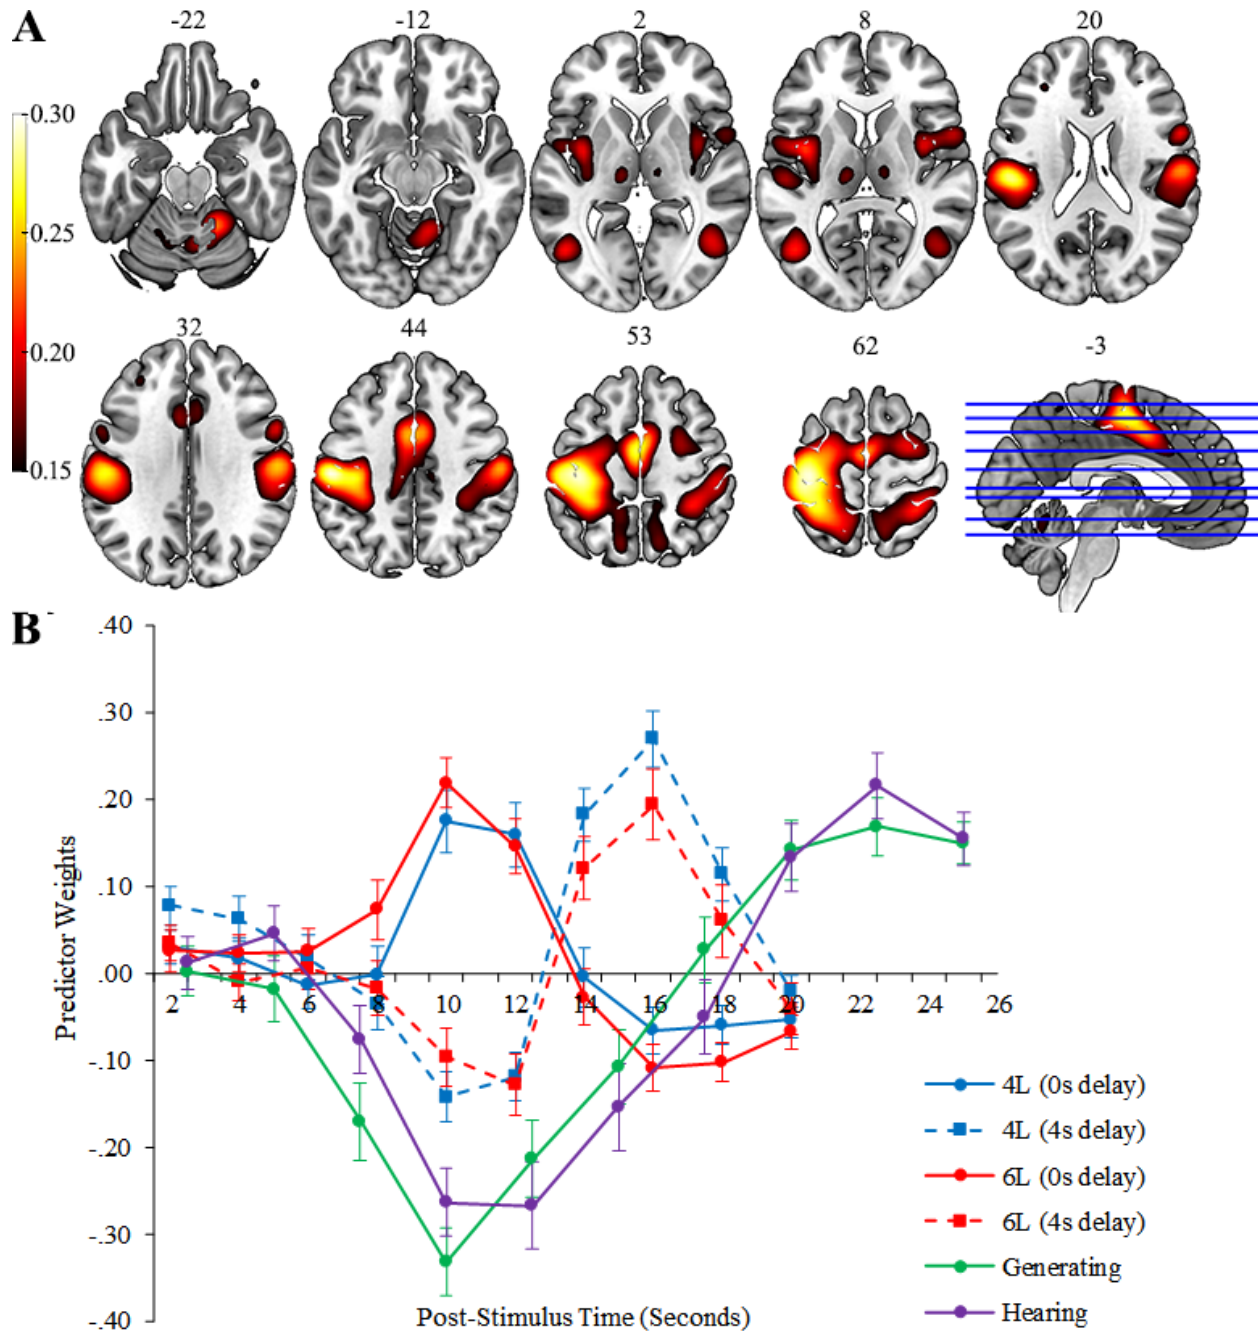 A
-22 -12 2 8 20
0.30
0.25
0.20
0.15
32 44 53 62 -3
B
.40
.30
.20
.10
.00
-.10
-.20
-.30
-.40
Predictor Weights
2 4 6 8 10 12 14 16 18 20 22 24 26
Post-Stimulus Time (Seconds)
4L (0s delay)
4L (4s delay)
6L (0s delay)
6L (4s delay)
Generating
Hearing